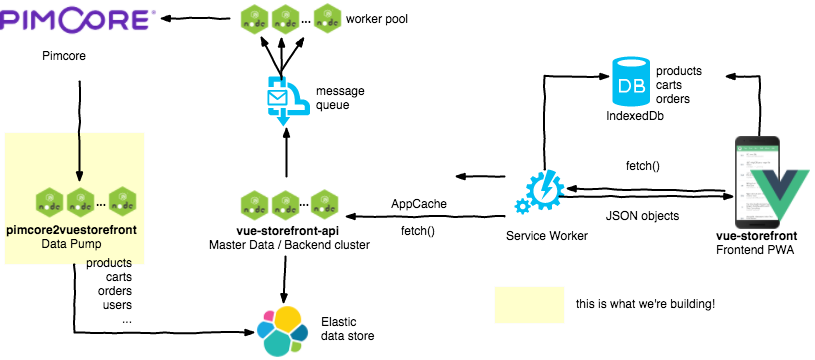 PIMCORE®
worker pool
Pimcore
message
queue
products
carts
orders
DB
IndexedDb
fetch()
AppCache
JSON objects
fetch()
Service Worker
vue-storefront
Frontend PWA
node
node
...
node
node
node
...
node
pimcore2vuestorefront
Data Pump
node
node
...
node
vue-storefront-api
Master Data / Backend cluster
products
carts
orders
users
...
Elastic
data store
this is what we're building!